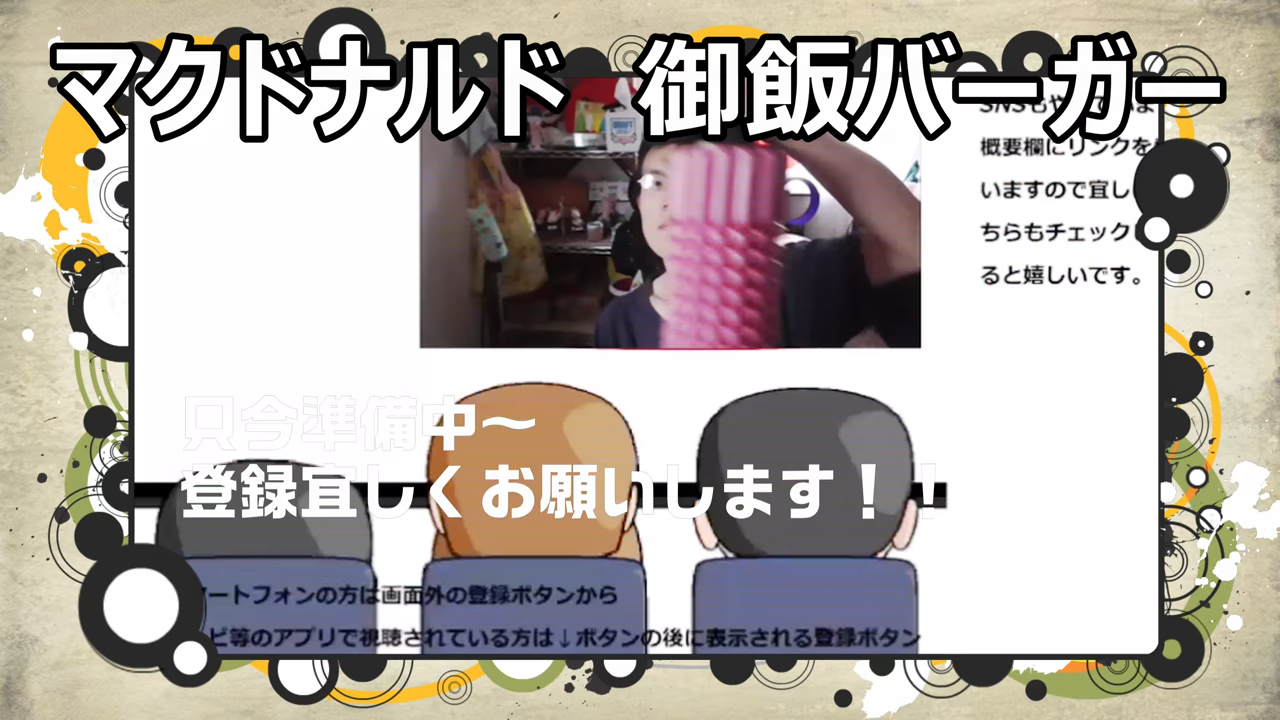 マクドナルド 御飯バーガー
概要欄にリンクを
いますので宜し
ちらもチェック
ると嬉しいです。
只今準備中～
登録宜しくお願いします！！
ートフォンの方は画面外の登録ボタンから
ビ等のアプリで視聴されている方は↓ボタンの後に表示される登録ボタン